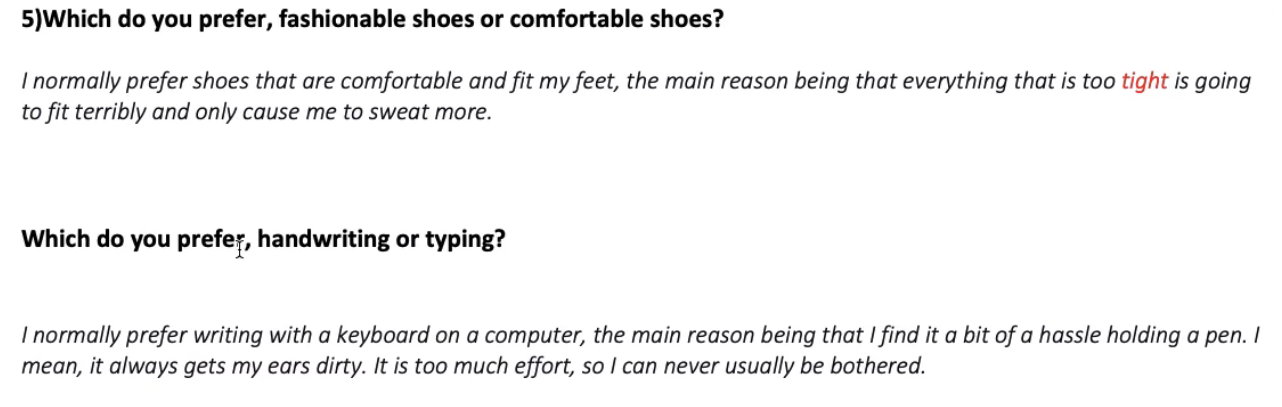 5)Which do you prefer, fashionable shoes or comfortable shoes?
I normally prefer shoes that are comfortable and fit my feet, the main reason being that everything that is too tight is going
to fit terribly and only cause me to sweat more.
Which do you prefer, handwriting or typing?
I normally prefer writing with a keyboard on a computer, the main reason being that I find it a bit of a hassle holding a pen. I
mean, it always gets my ears dirty. It is too much effort, so I can never usually be bothered.